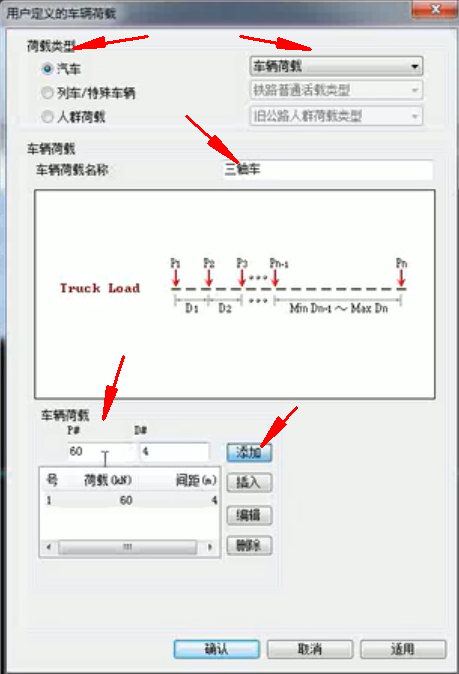 用户定义的车辆荷载
荷载类型
汽车 车辆荷载
列车/特殊车辆 铁路普通活载类型
人群荷载 旧公路人群荷载类型
车辆荷载
车辆荷载名称 三轴车
P1 P2 P3 Pn-1 Pn
Truck Load
D1 D2 Min Dn-1 ~ Max Dn
车辆荷载
P# D#
60 4 添加
号 荷载(kN) 间距(m) 插入
1 60 4
编辑
删除
确认 取消 适用